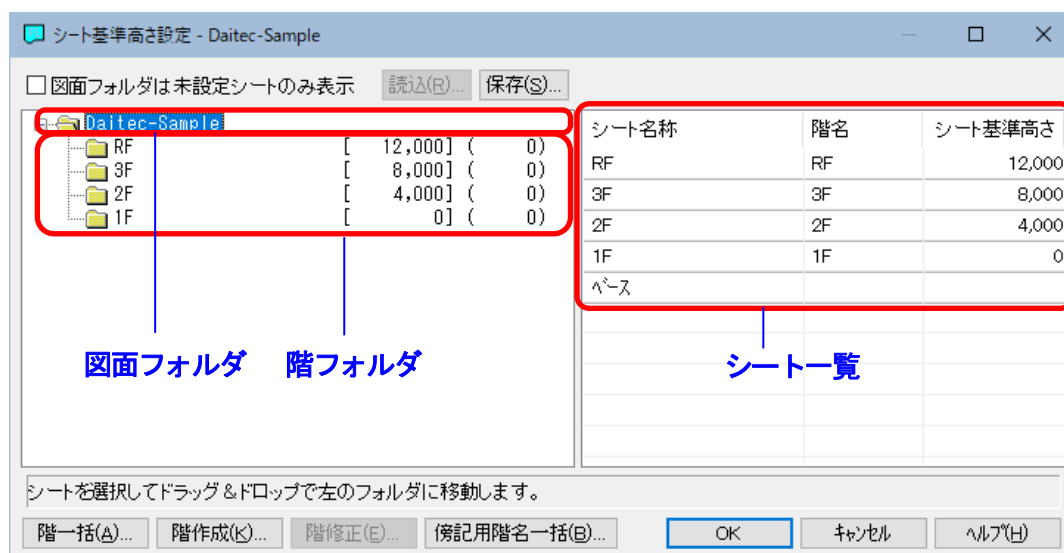 シート基準高さ設定 - Daitec-Sample
図面フォルダは未設定シートのみ表示 読込(R)... 保存(S)...
Daitec-Sample
RF [ 12,000] ( 0)
3F [ 8,000] ( 0)
2F [ 4,000] ( 0)
1F [ 0] ( 0)
図面フォルダ 階フォルダ
シート名称 階名 シート基準高さ
RF RF 12,000
3F 3F 8,000
2F 2F 4,000
1F 1F 0
ﾍﾞｰｽ
シート一覧
シートを選択してドラッグ＆ドロップで左のフォルダに移動します。
階一括(A)... 階作成(K)... 階修正(E)... 傍記用階名一括(B)... OK ｷｬﾝｾﾙ ﾍﾙﾌﾟ(H)